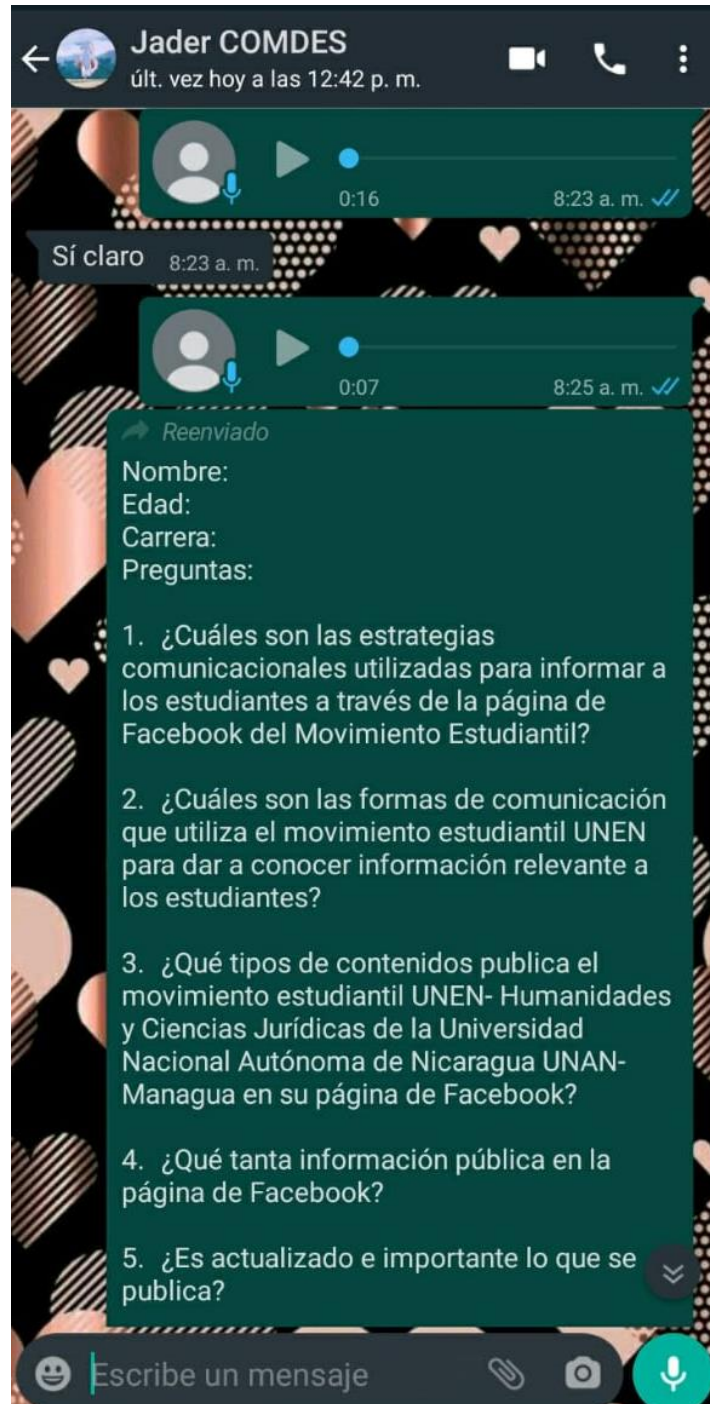 Jader COMDES
últ. vez hoy a las 12:42 p. m.
0:16 8:23 a. m.
Sí claro 8:23 a. m.
0:07 8:25 a. m.
Reenviado
Nombre:
Edad:
Carrera:
Preguntas:
1. ¿Cuáles son las estrategias
comunicacionales utilizadas para informar a
los estudiantes a través de la página de
Facebook del Movimiento Estudiantil?
2. ¿Cuáles son las formas de comunicación
que utiliza el movimiento estudiantil UNEN
para dar a conocer información relevante a
los estudiantes?
3. ¿Qué tipos de contenidos publica el
movimiento estudiantil UNEN- Humanidades
y Ciencias Jurídicas de la Universidad
Nacional Autónoma de Nicaragua UNAN-
Managua en su página de Facebook?
4. ¿Qué tanta información pública en la
página de Facebook?
5. ¿Es actualizado e importante lo que se
publica?
Escribe un mensaje